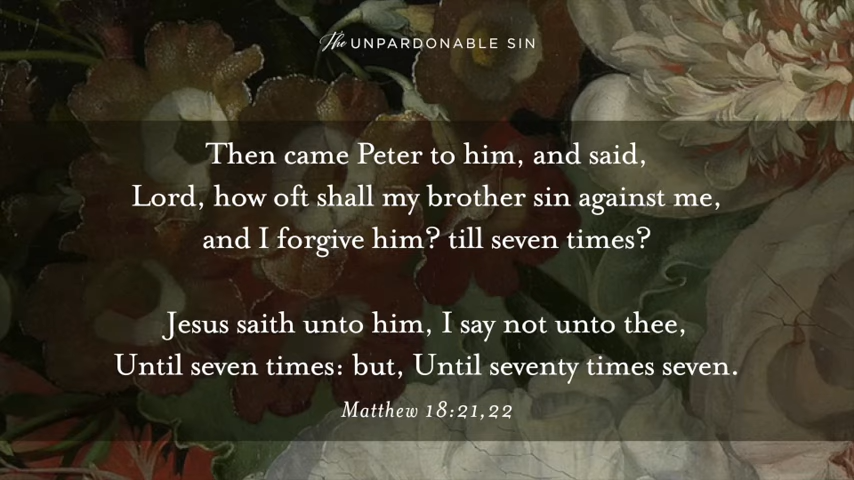 The UNPARDONABLE SIN
Then came Peter to him, and said,
Lord, how oft shall my brother sin against me,
and I forgive him? till seven times?
Jesus saith unto him, I say not unto thee,
Until seven times: but, Until seventy times seven.
Matthew 18:21,22